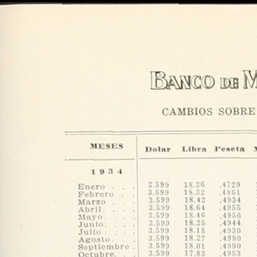 BANCO DE M
CAMBIOS SOBRE
MESES Dolar Libra Peseta M
1934
Enero . . . 3.599 18.36 .4729
Febrero . . . 3.599 18.32 .4851
Marzo . . . 3.599 18.42 .4934
Abril . . . 3.599 18.64 .4955
Mayo . . . 3.599 18.46 .4956
Junio . . . 3.599 18.25 .4944
Julio . . . 3.599 18.18 .4930
Agosto . . . 3.599 18.27 .4980
Septiembre . 3.599 18.01 .4990
Octubre . . 3.599 17.83 .4953